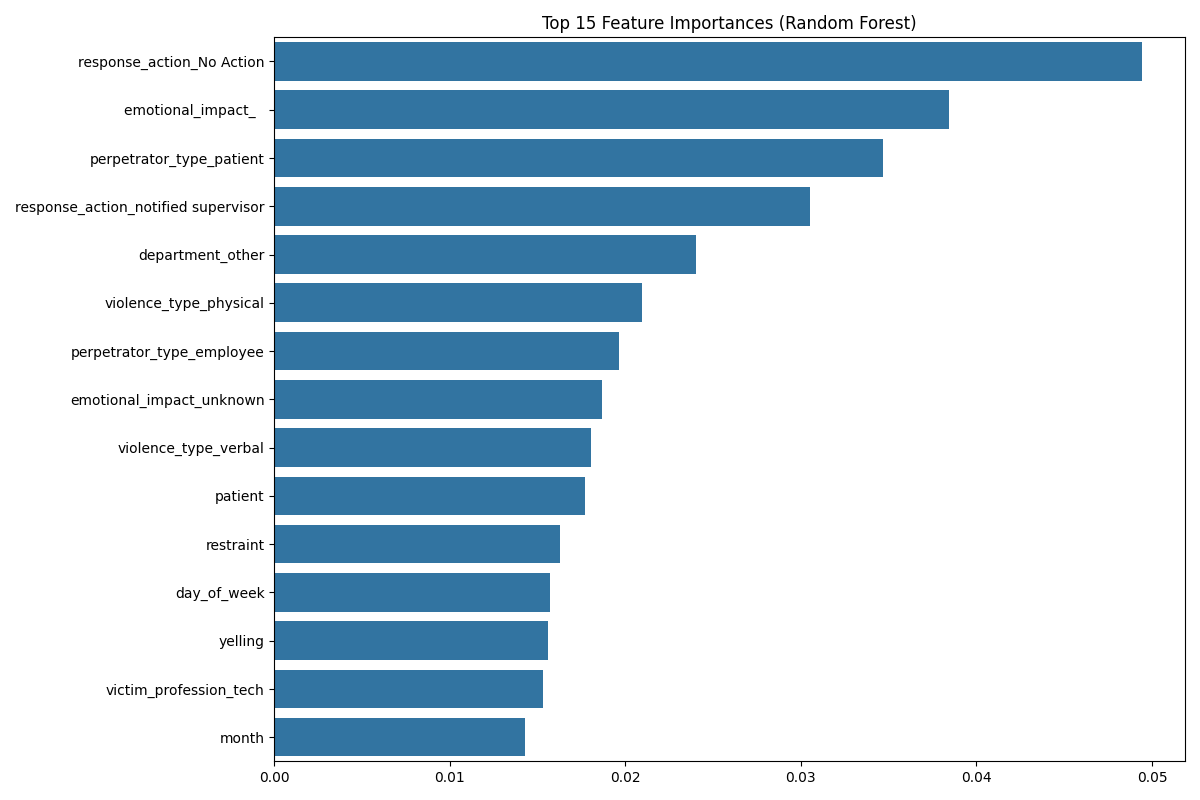 Top 15 Feature Importances (Random Forest)
response_action_No Action
emotional_impact_
perpetrator_type_patient
response_action_notified supervisor
department_other
violence_type_physical
perpetrator_type_employee
emotional_impact_unknown
violence_type_verbal
patient
restraint
day_of_week
yelling
victim_profession_tech
month
0.00 0.01 0.02 0.03 0.04 0.05